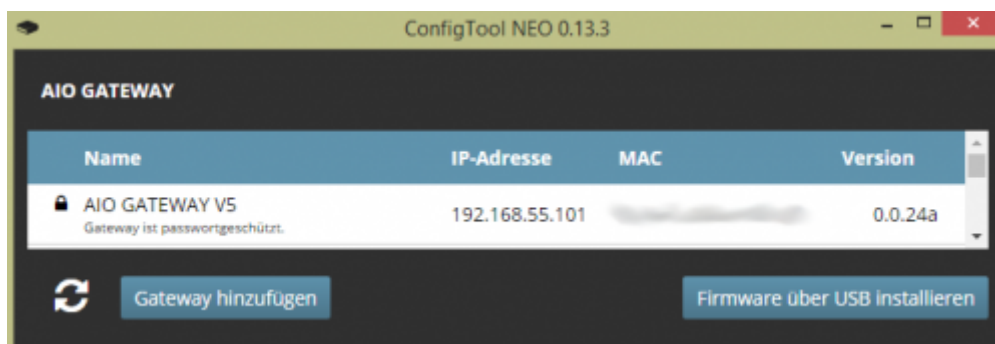 ConfigTool NEO 0.13.3
AIO GATEWAY
Name IP-Adresse MAC Version
AIO GATEWAY V5
Gateway ist passwortgeschützt.
192.168.55.101 0.0.24a
Gateway hinzufügen Firmware über USB installieren